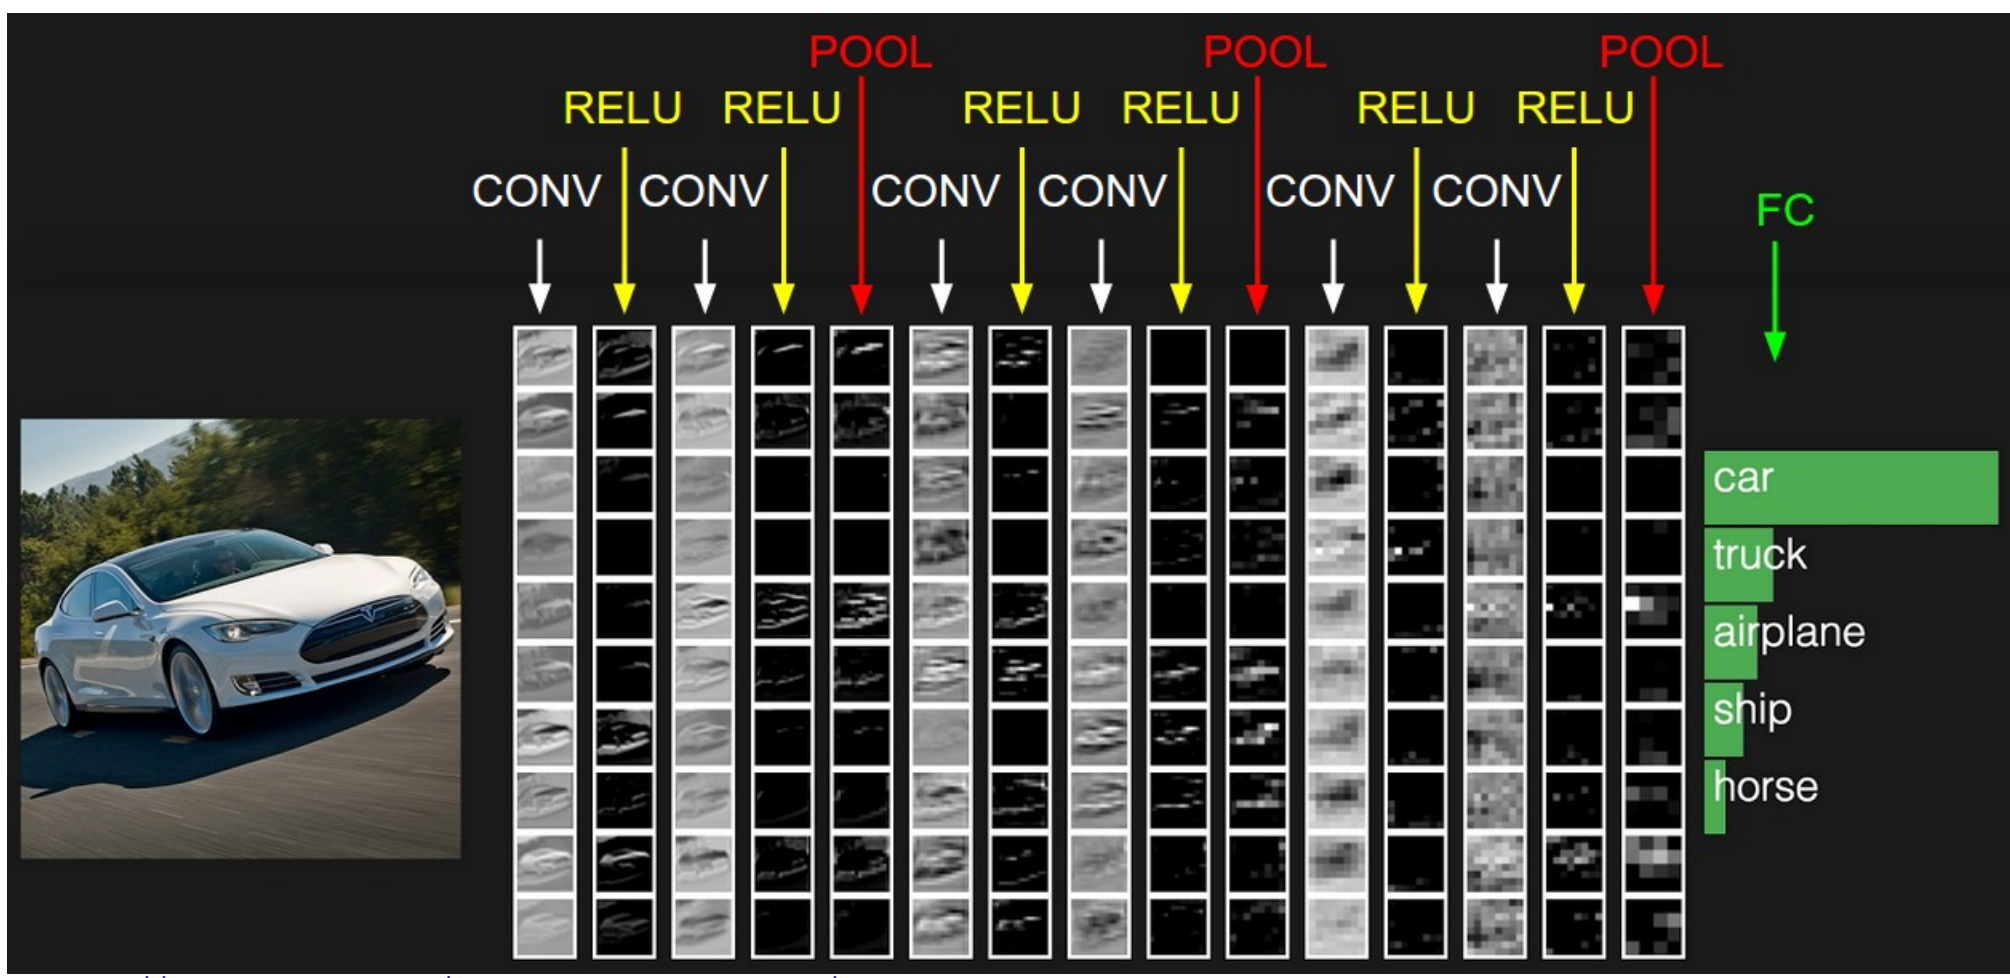 POOL POOL POOL
RELU RELU RELU RELU RELU RELU
CONV CONV CONV CONV CONV CONV
FC
car
truck
airplane
ship
horse